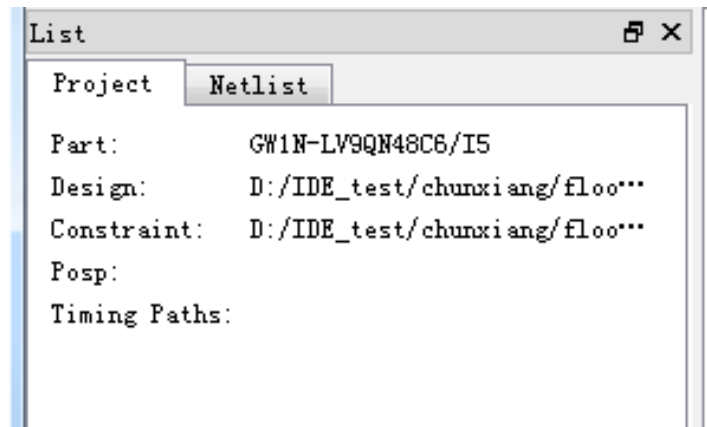 List
Project Netlist
Part: GW1N-LV9QN48C6/I5
Design: D:/IDE_test/chunxiang/floo…
Constraint: D:/IDE_test/chunxiang/floo…
Posp:
Timing Paths: